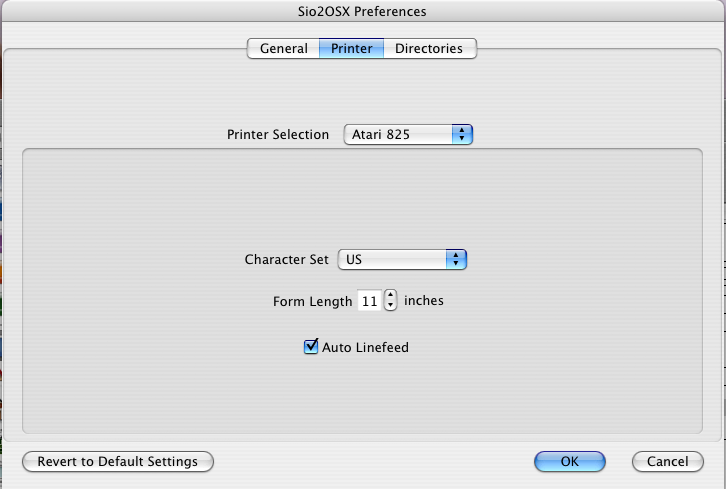 Sio2OSX Preferences
General Printer Directories
Printer Selection Atari 825
Character Set US
Form Length 11 inches
Auto Linefeed
Revert to Default Settings OK Cancel